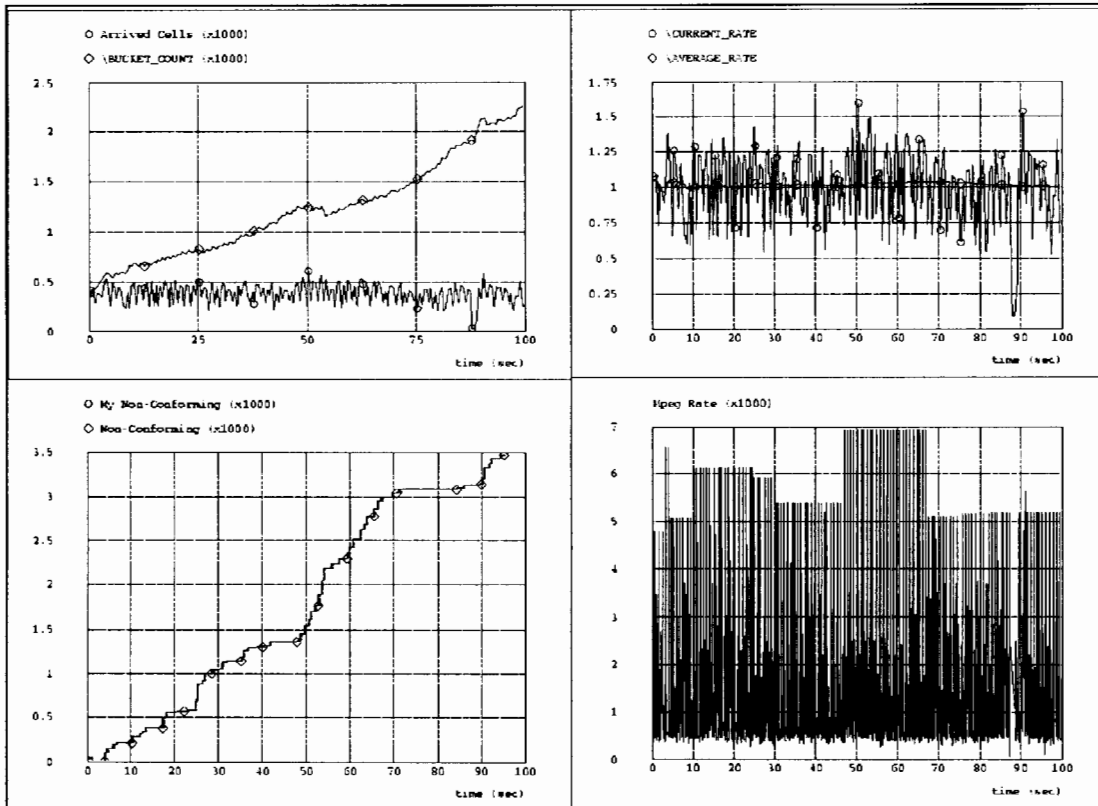 Arrived Cells (x1000)
\BUCKET_COUNT (x1000)
2.5
2
1.5
1
0.5
0
0 25 50 75 100
time (sec)
\CURRENT_RATE
\AVERAGE_RATE
1.75
1.5
1.25
1
0.75
0.5
0.25
0
0 10 20 30 40 50 60 70 80 90 100
time (sec)
My Non-Conforming (x1000)
Non-Conforming (x1000)
3.5
3
2.5
2
1.5
1
0.5
0
0 10 20 30 40 50 60 70 80 90 100
time (sec)
Mpeg Rate (x1000)
7
6
5
4
3
2
1
0
0 10 20 30 40 50 60 70 80 90 100
time (sec)